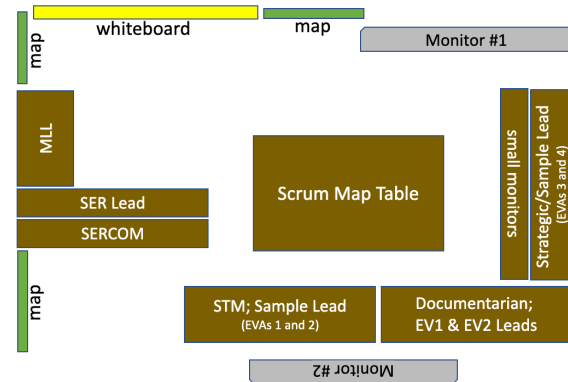 whiteboard
map
map
Monitor #1
MLL
small monitors
Strategic/Sample Lead
(EVAs 3 and 4)
SER Lead
Scrum Map Table
SERCOM
map
STM; Sample Lead
(EVAs 1 and 2)
Documentarian;
EV1 & EV2 Leads
Monitor #2